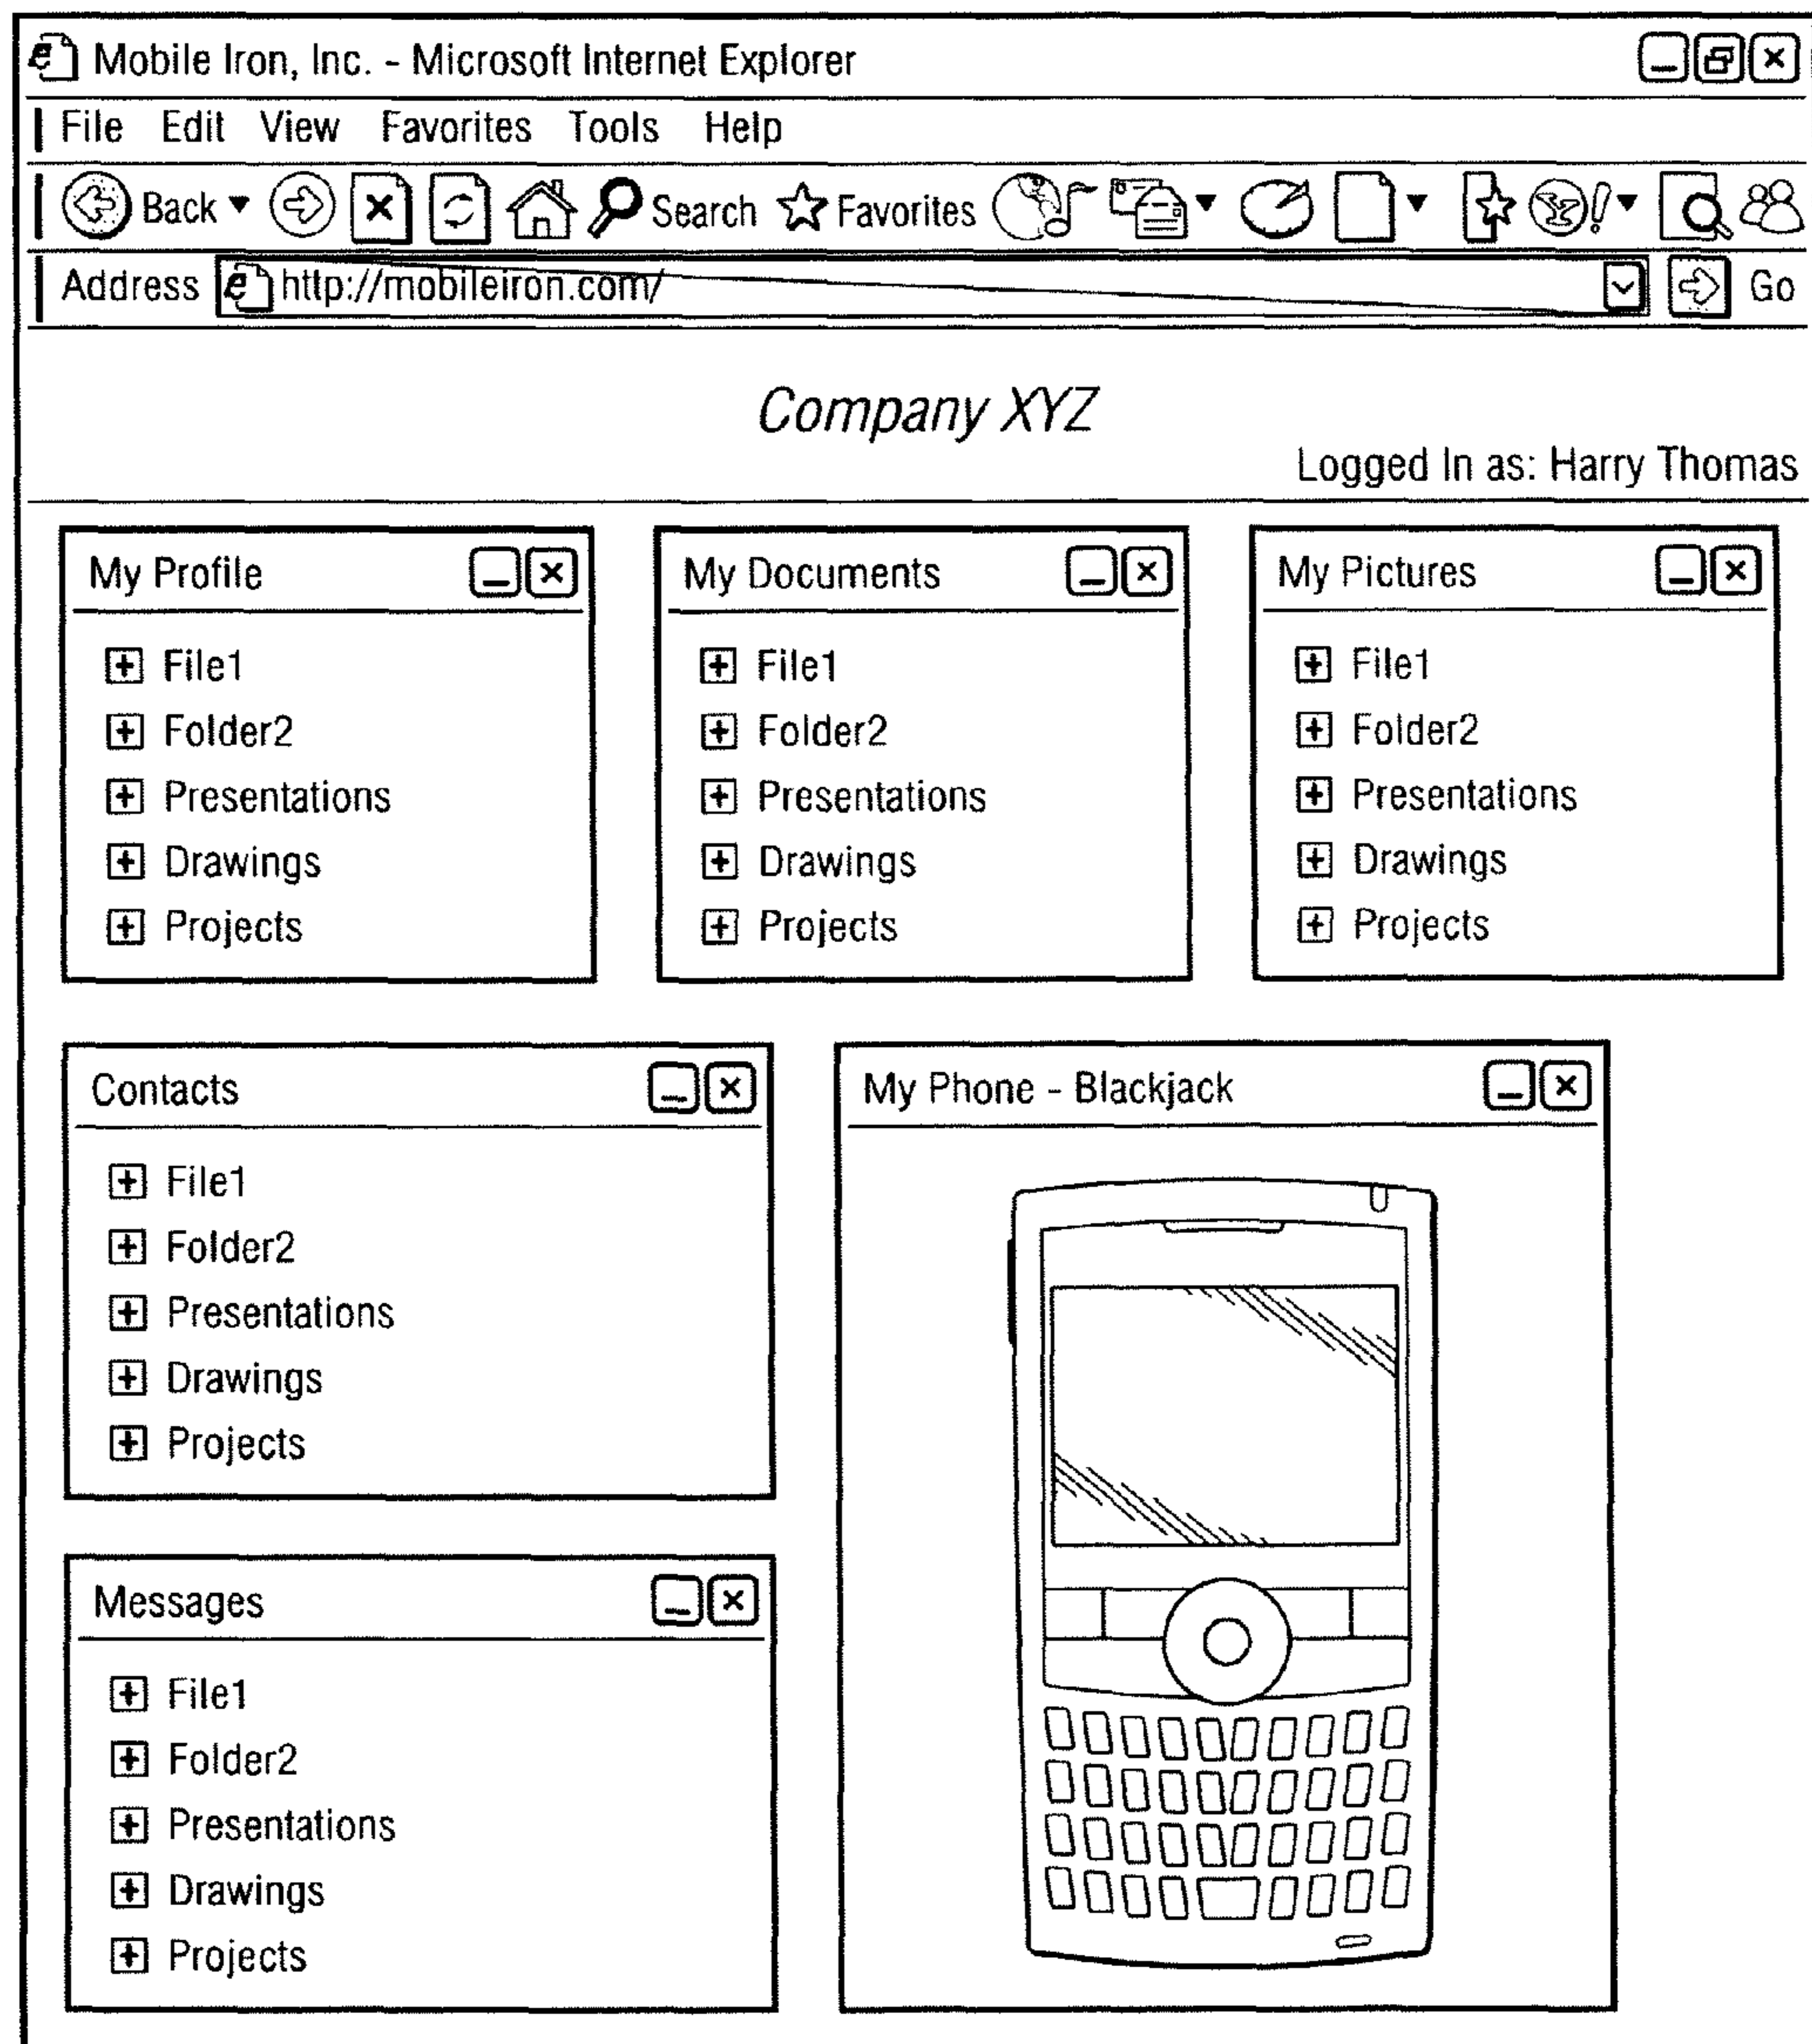 Mobile Iron, Inc. - Microsoft Internet Explorer
File Edit View Favorites Tools Help
Back Search Favorites
Address http://mobileiron.com/ Go
Company XYZ
Logged In as: Harry Thomas
My Profile
File1
Folder2
Presentations
Drawings
Projects
My Documents
File1
Folder2
Presentations
Drawings
Projects
My Pictures
File1
Folder2
Presentations
Drawings
Projects
Contacts
File1
Folder2
Presentations
Drawings
Projects
My Phone - Blackjack
Messages
File1
Folder2
Presentations
Drawings
Projects